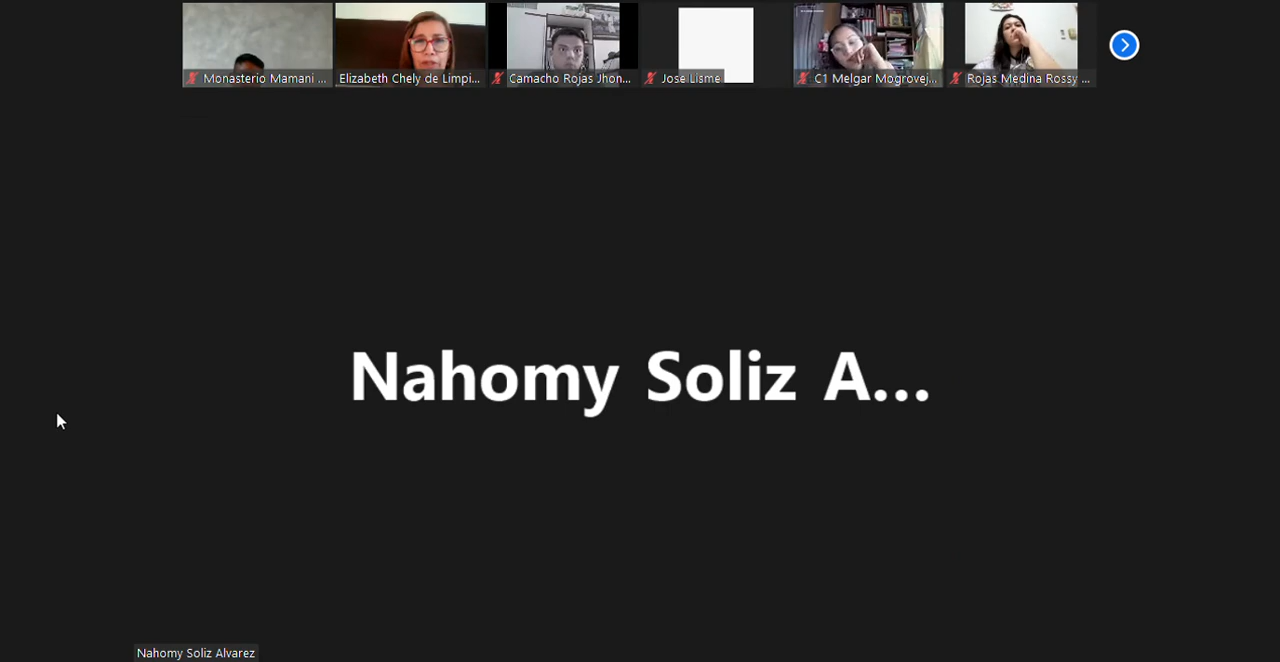 Monasterio Mamani ...
Elizabeth Chely de Limpi...
Camacho Rojas Jhon...
Jose Lisme
C1 Melgar Mogrovej...
Rojas Medina Rossy ...
Nahomy Soliz A...
Nahomy Soliz Alvarez